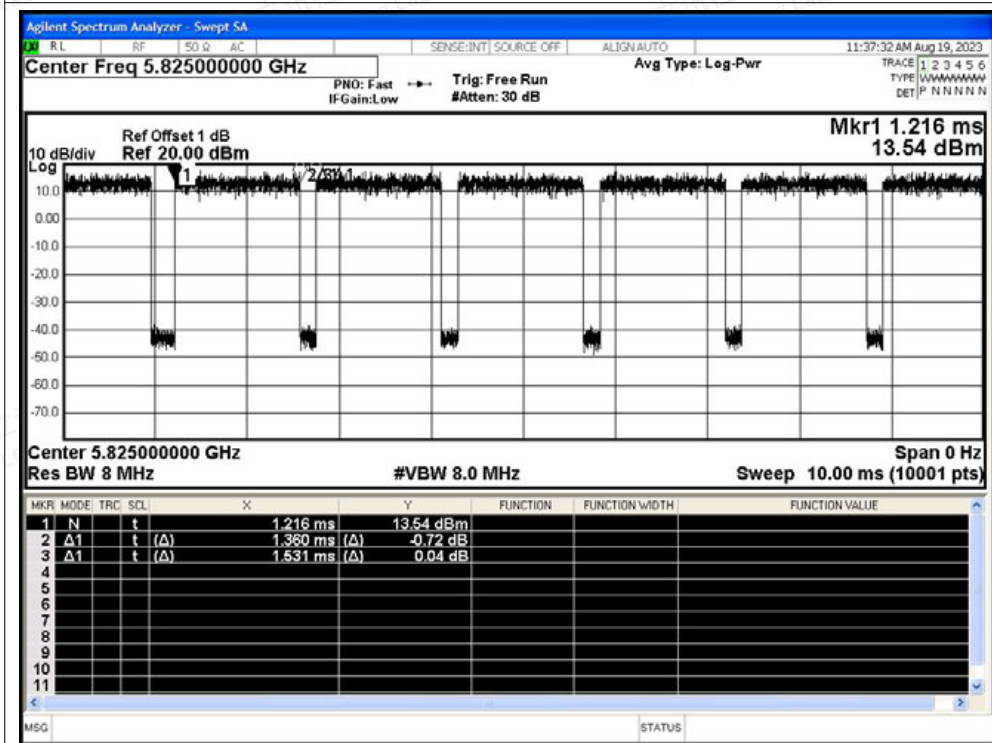 Agilent Spectrum Analyzer - Swept SA
RL RF 50 Ω AC SENSE:INT SOURCE OFF ALIGN AUTO 11:37:32 AM Aug 19, 2023
Center Freq 5.825000000 GHz
PNO: Fast
IFGain:Low
Trig: Free Run
#Atten: 30 dB
Avg Type: Log-Pwr
TRACE 1 2 3 4 5 6
TYPE WWWWWW
DET P N N N N N
Ref Offset 1 dB
10 dB/div Ref 20.00 dBm
Log
Mkr1 1.216 ms
13.54 dBm
1
10.0
0.00
-10.0
-20.0
-30.0
-40.0
-50.0
-60.0
-70.0
Center 5.825000000 GHz Span 0 Hz
Res BW 8 MHz #VBW 8.0 MHz Sweep 10.00 ms (10001 pts)
MKR MODE TRC SCL X Y FUNCTION FUNCTION WIDTH FUNCTION VALUE
1 N t 1.216 ms 13.54 dBm
2 Δ1 t (Δ) 1.360 ms (Δ) -0.72 dB
3 Δ1 t (Δ) 1.531 ms (Δ) 0.04 dB
4
5
6
7
8
9
10
11
MSG STATUS